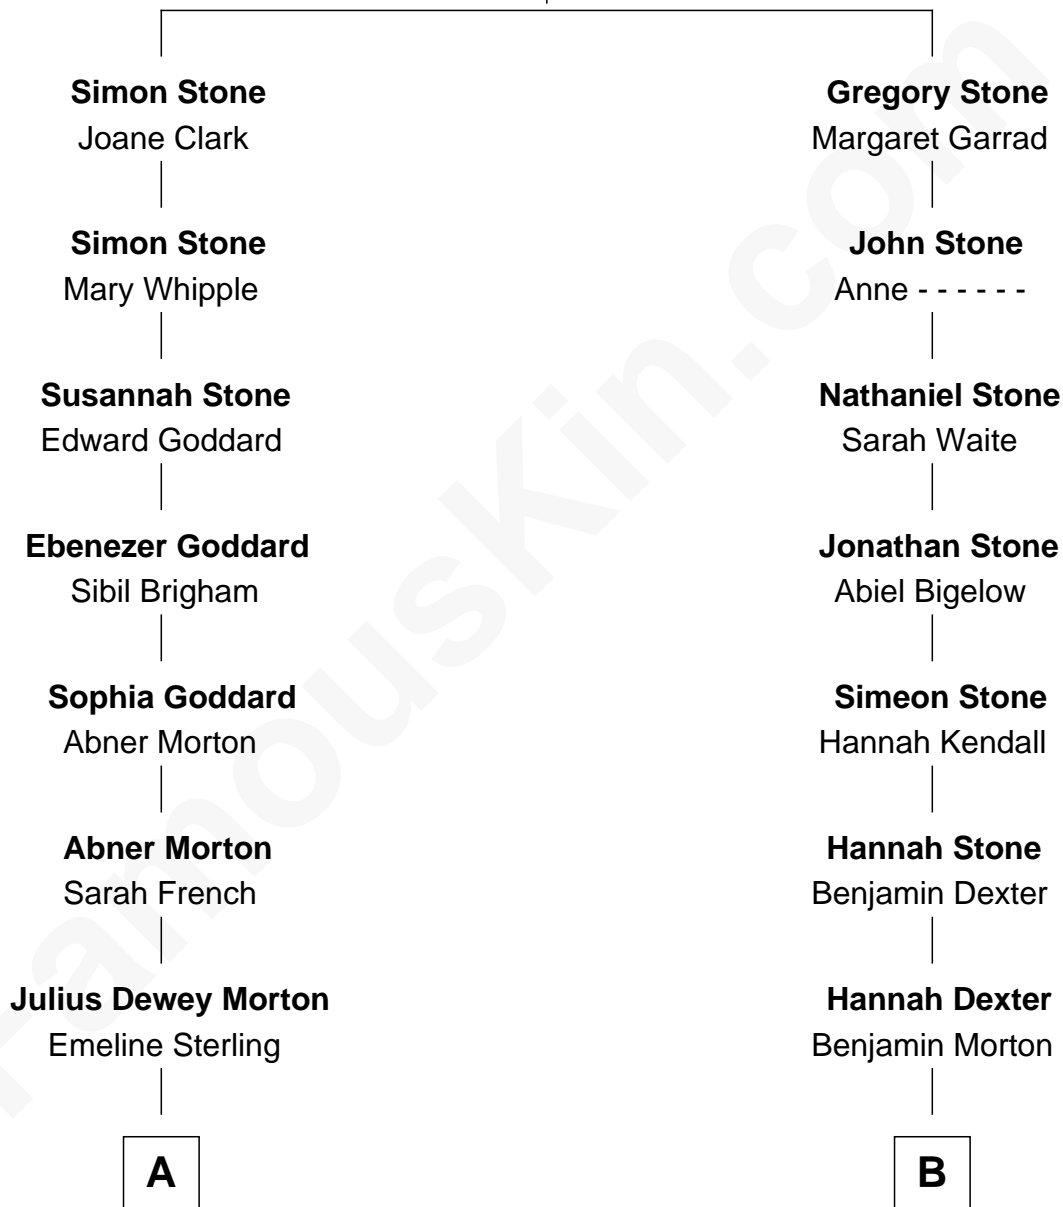 Simon Stone
Joane Clark
Simon Stone
Mary Whipple
Susannah Stone
Edward Goddard
Ebenezer Goddard
Sibil Brigham
Sophia Goddard
Abner Morton
Abner Morton
Sarah French
Julius Dewey Morton
Emeline Sterling
A
Gregory Stone
Margaret Garrad
John Stone
Anne - - - - - -
Nathaniel Stone
Sarah Waite
Jonathan Stone
Abiel Bigelow
Simeon Stone
Hannah Kendall
Hannah Stone
Benjamin Dexter
Hannah Dexter
Benjamin Morton
B
FamousKin.com